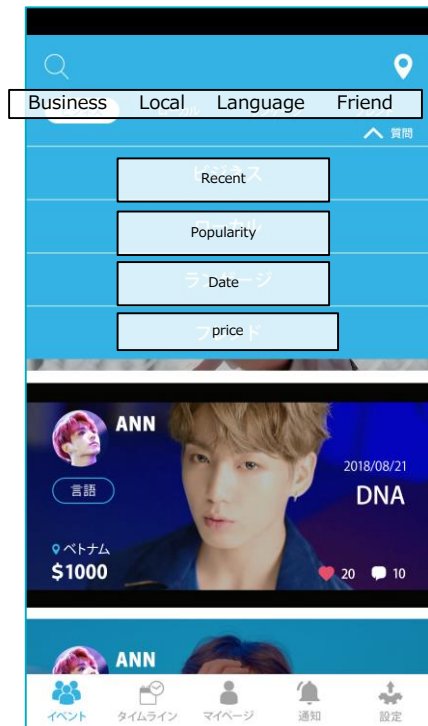 Business Local Language Friend
質問
Recent
Popularity
Date
price
ANN
2018/08/21
言語
DNA
ベトナム
$1000
20 10
ANN
イベント タイムライン マイページ 通知 設定